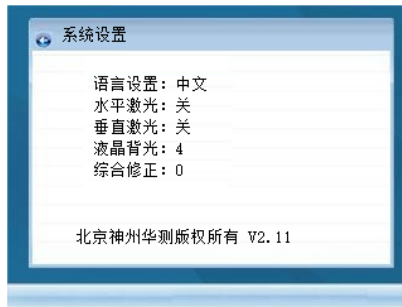 系统设置
语言设置：中文
水平激光：关
垂直激光：关
液晶背光：4
综合修正：0
北京神州华测版权所有 V2.11